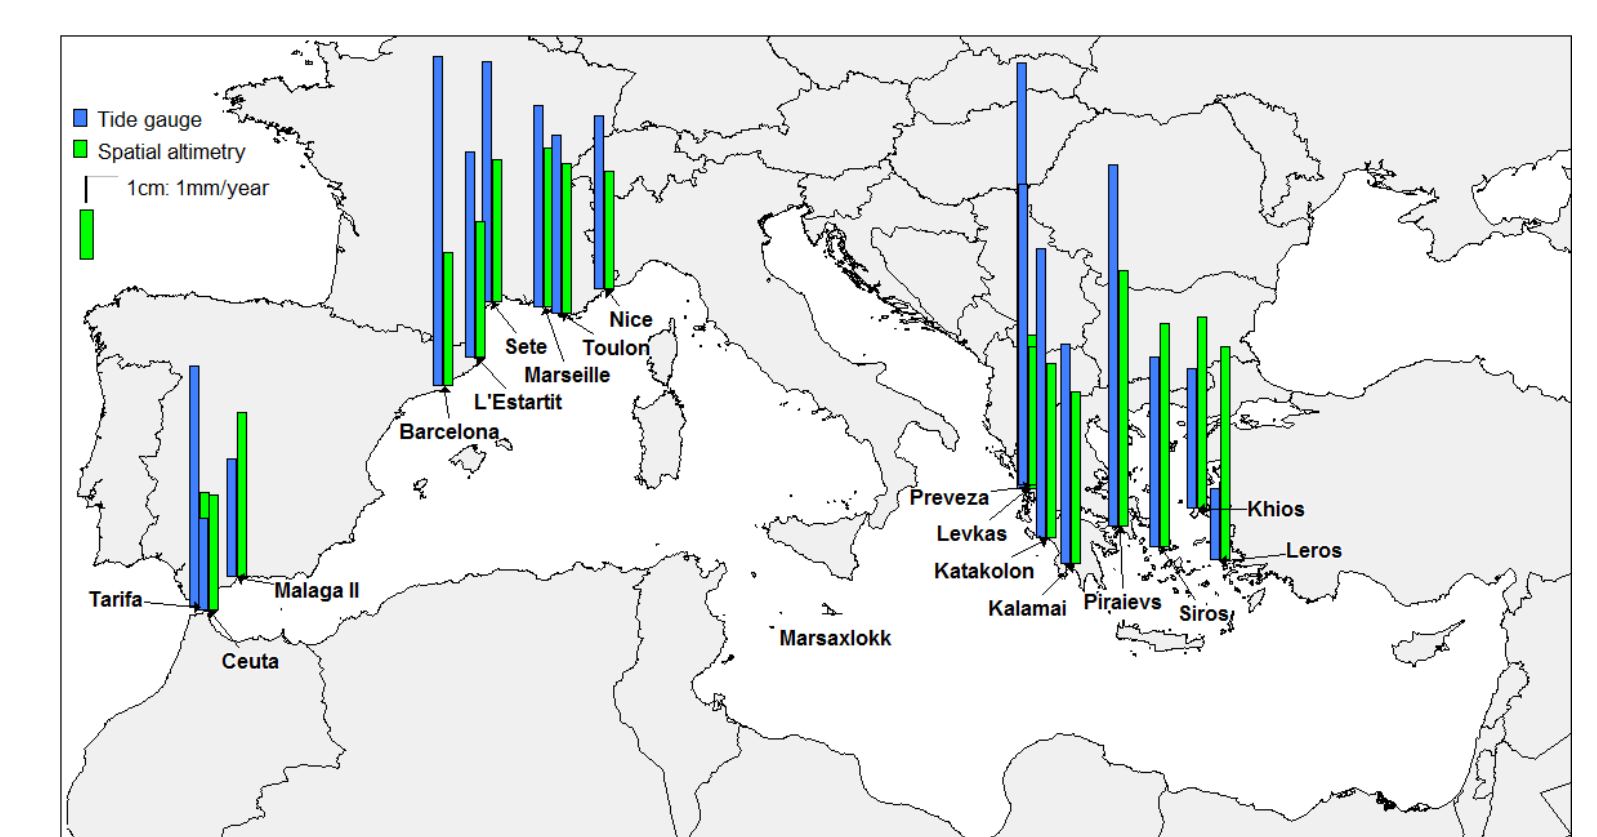 Tide gauge
Spatial altimetry
1cm: 1mm/year
Nice
Sete
Toulon
Marseille
L'Estartit
Barcelona
Preveza
Khios
Levkas
Leros
Katakolon
Malaga II
Tarifa
Kalamai
Piraievs
Siros
Marsaxlokk
Ceuta